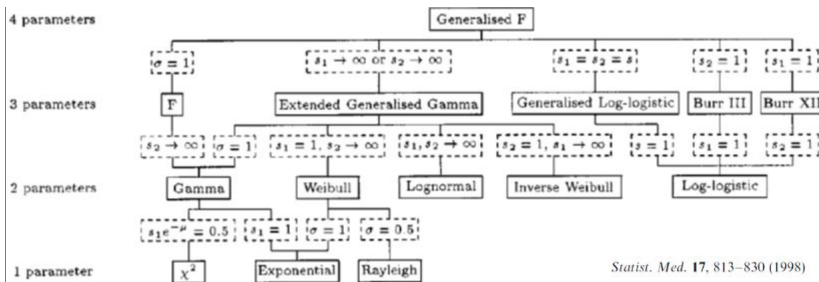 4 parameters
Generalised F
σ = 1
s₁ → ∞ or s₂ → ∞
s₁ = s₂ = s
s₂ = 1
s₁ = 1
3 parameters
F
Extended Generalised Gamma
Generalised Log-logistic
Burr III
Burr XII
s₂ → ∞
σ = 1
s₁ = 1, s₂ → ∞
s₁, s₂ → ∞
s₂ = 1, s₁ → ∞
s = 1
s₁ = 1
s₂ = 1
2 parameters
Gamma
Weibull
Lognormal
Inverse Weibull
Log-logistic
s₁e^{-μ} = 0.5
s₁ = 1
σ = 1
σ = 0.5
1 parameter
χ²
Exponential
Rayleigh
Statist. Med. 17, 813–830 (1998)